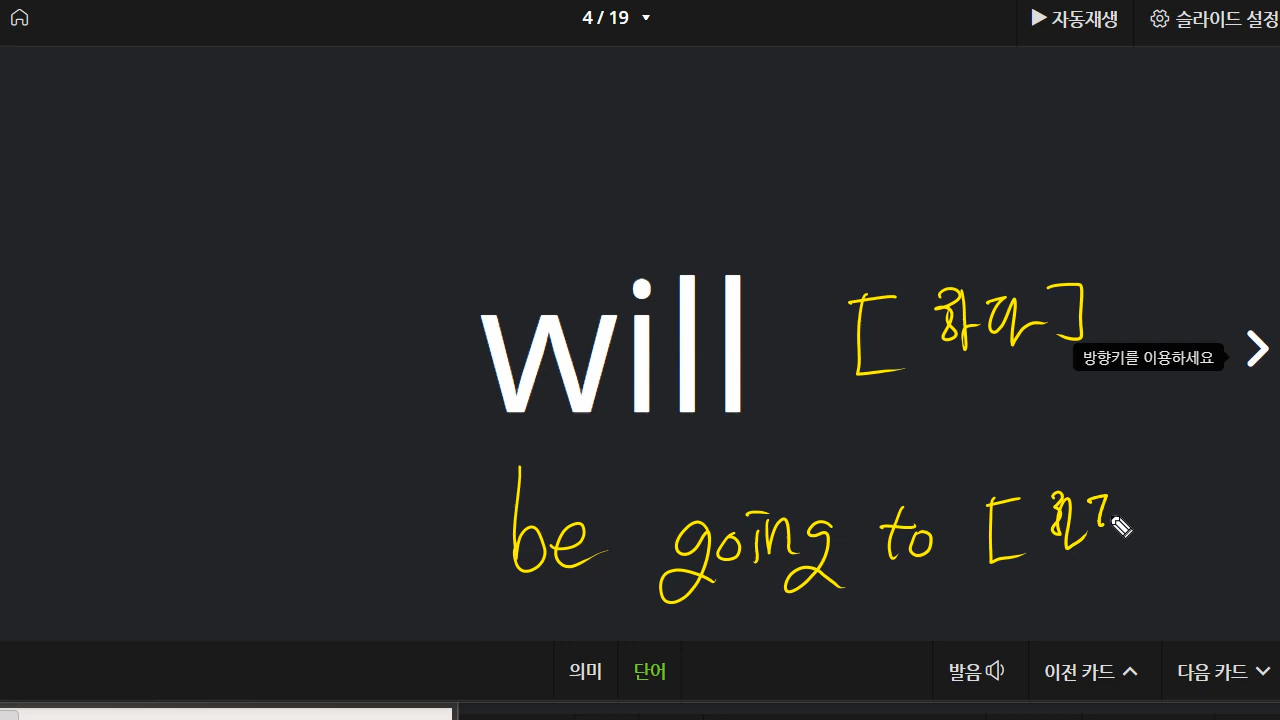 4 / 19
자동재생
슬라이드 설정
will [하다]
방향키를 이용하세요
be going to [
의미
단어
발음
이전 카드
다음 카드